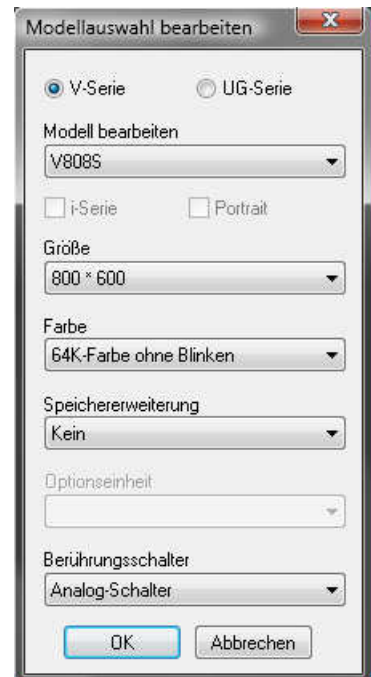 Modellauswahl bearbeiten
V-Serie UG-Serie
Modell bearbeiten
V808S
i-Serie Portrait
Größe
800 * 600
Farbe
64K-Farbe ohne Blinken
Speichererweiterung
Kein
Optionseinheit
Berührungsschalter
Analog-Schalter
OK Abbrechen